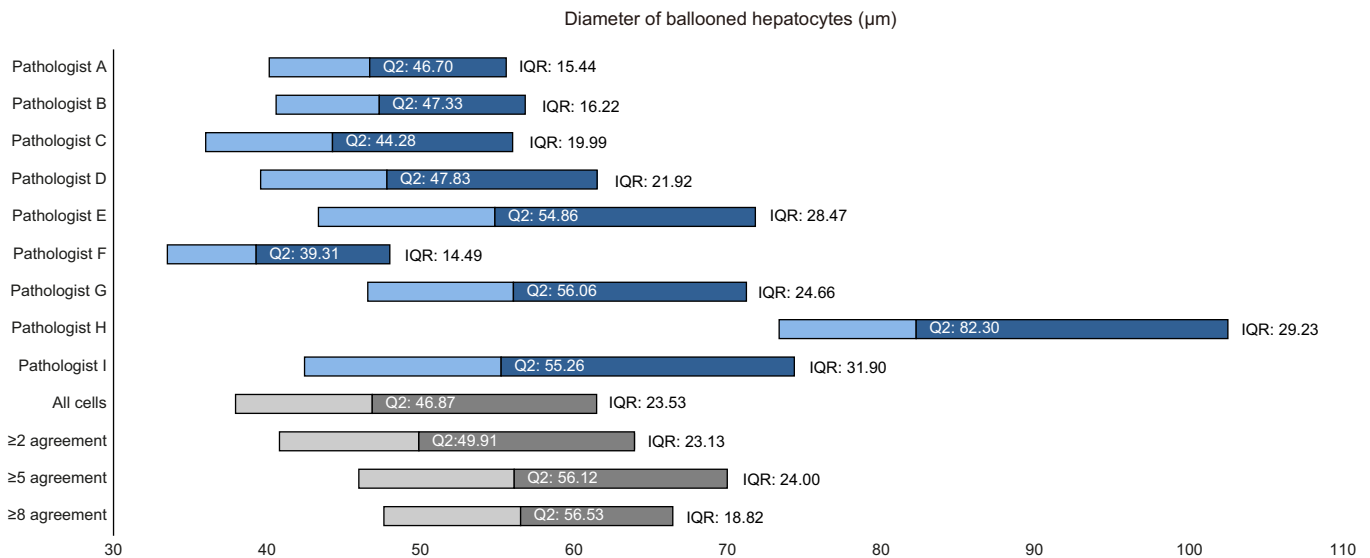 Diameter of ballooned hepatocytes (µm)
Pathologist A Q2: 46.70 IQR: 15.44
Pathologist B Q2: 47.33 IQR: 16.22
Pathologist C Q2: 44.28 IQR: 19.99
Pathologist D Q2: 47.83 IQR: 21.92
Pathologist E Q2: 54.86 IQR: 28.47
Pathologist F Q2: 39.31 IQR: 14.49
Pathologist G Q2: 56.06 IQR: 24.66
Pathologist H Q2: 82.30 IQR: 29.23
Pathologist I Q2: 55.26 IQR: 31.90
All cells Q2: 46.87 IQR: 23.53
≥2 agreement Q2:49.91 IQR: 23.13
≥5 agreement Q2: 56.12 IQR: 24.00
≥8 agreement Q2: 56.53 IQR: 18.82
30 40 50 60 70 80 90 100 110